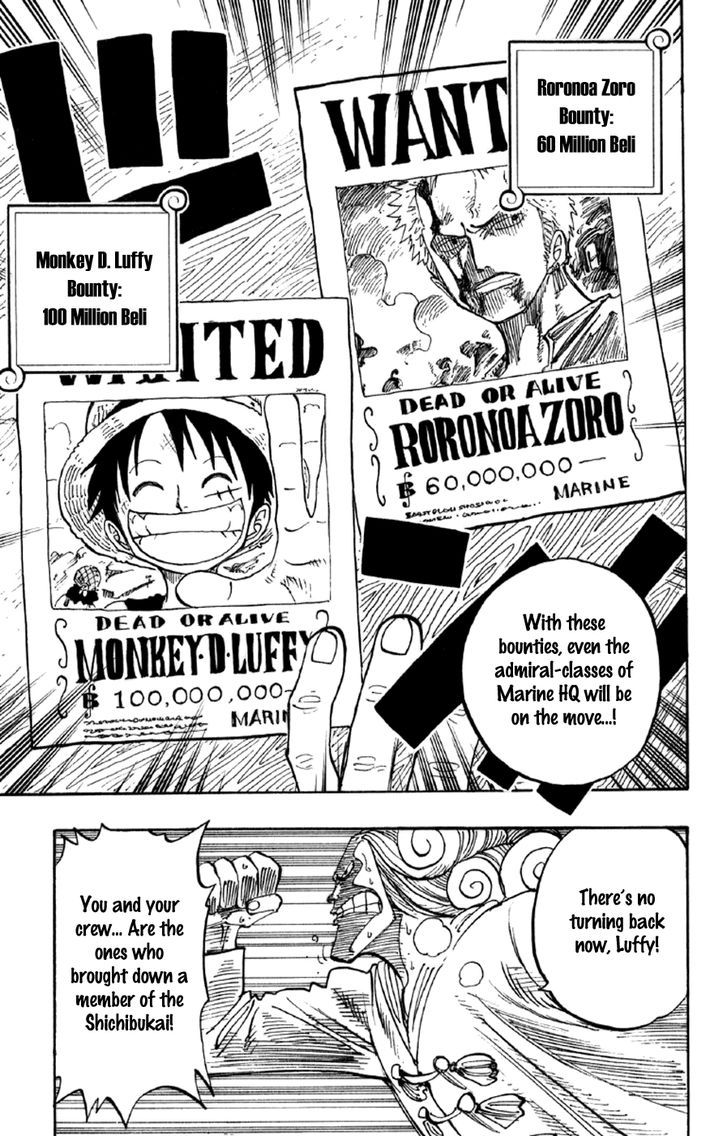 Roronoa Zoro
Bounty:
60 Million Beli
WANT
DEAD OR ALIVE
RORONOA ZORO
฿ 60,000,000—
MARINE
Monkey D. Luffy
Bounty:
100 Million Beli
WANTED
DEAD OR ALIVE
MONKEY·D·LUFFY
฿ 100,000,000—
MARINE
With these
bounties, even the
admiral-classes of
Marine HQ will be
on the move...!
There's no
turning back
now, Luffy!
You and your
crew... Are the
ones who
brought down a
member of the
Shichibukai!